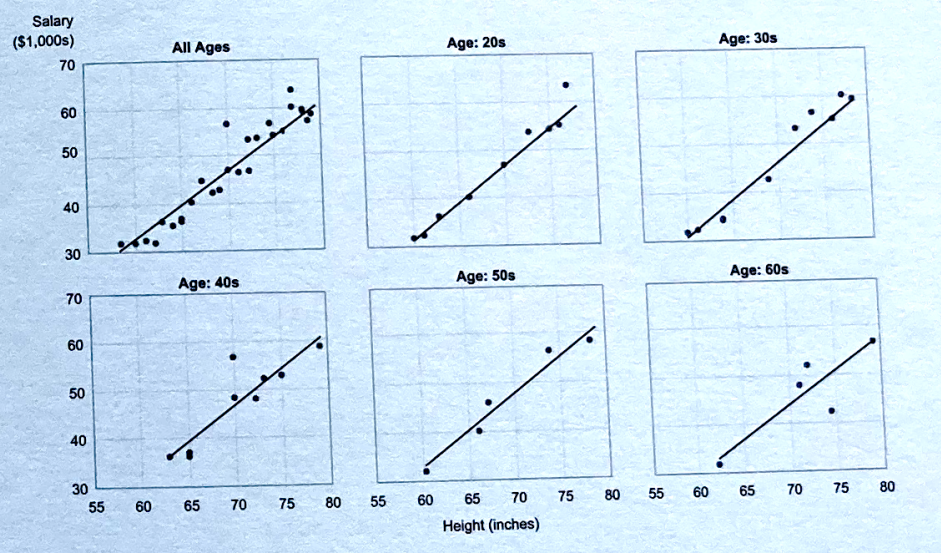 Salary
($1,000s)
All Ages
Age: 20s
Age: 30s
70
60
50
40
30
Age: 40s
Age: 50s
Age: 60s
70
60
50
40
30
55 60 65 70 75 80
55 60 65 70 75 80
55 60 65 70 75 80
Height (inches)